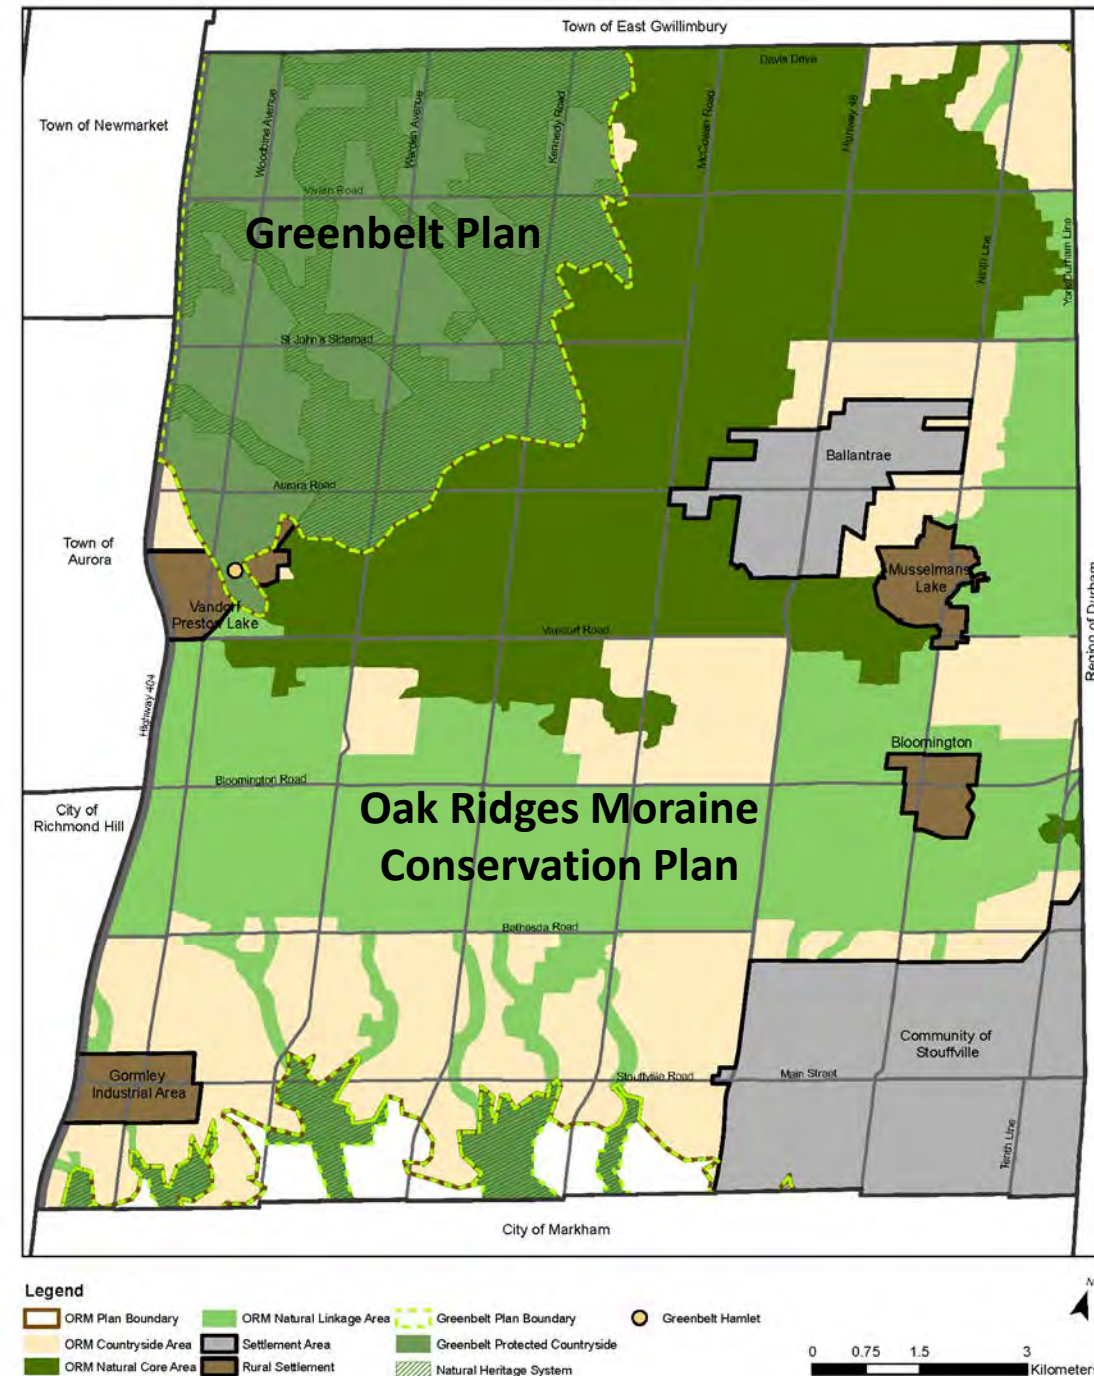 Town of East Gwillimbury
Davis Drive
Town of Newmarket
Woodbine Avenue
Warden Avenue
Kennedy Road
McCowan Road
Highway 48
Vivian Road
Greenbelt Plan
Ninth Line
York/Durham Line
St John's Sideroad
Ballantrae
Aurora Road
Town of
Aurora
Musselmans
Lake
Vandorf
Preston Lake
Vandorf Road
Region of Durham
Highway 404
Bloomington
Bloomington Road
City of
Richmond Hill
Oak Ridges Moraine
Conservation Plan
Bethesda Road
Community of
Stouffville
Gormley
Industrial Area
Stouffville Road
Main Street
Tenth Line
City of Markham
Legend
N
ORM Plan Boundary
ORM Natural Linkage Area
Greenbelt Plan Boundary
Greenbelt Hamlet
ORM Countryside Area
Settlement Area
Greenbelt Protected Countryside
ORM Natural Core Area
Rural Settlement
Natural Heritage System
0 0.75 1.5 3
Kilometers